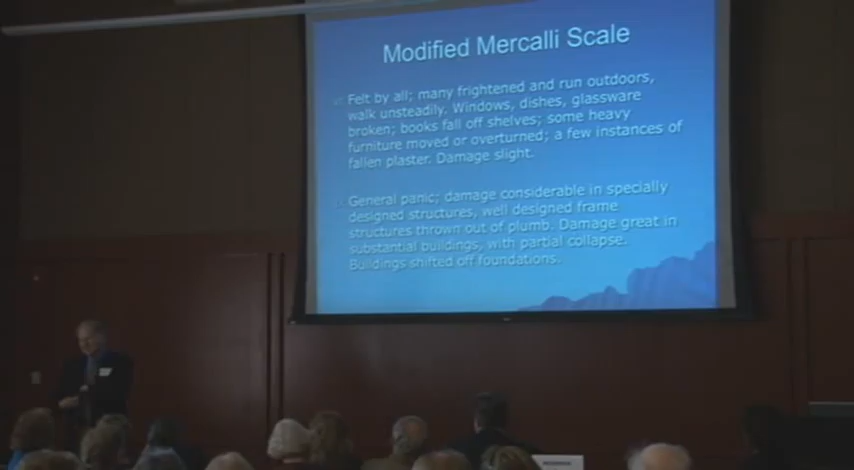 Modified Mercalli Scale
Felt by all; many frightened and run outdoors,
walk unsteadily. Windows, dishes, glassware
broken; books fall off shelves; some heavy
furniture moved or overturned; a few instances of
fallen plaster. Damage slight.
General panic; damage considerable in specially
designed structures, well designed frame
structures thrown out of plumb. Damage great in
substantial buildings, with partial collapse.
Buildings shifted off foundations.